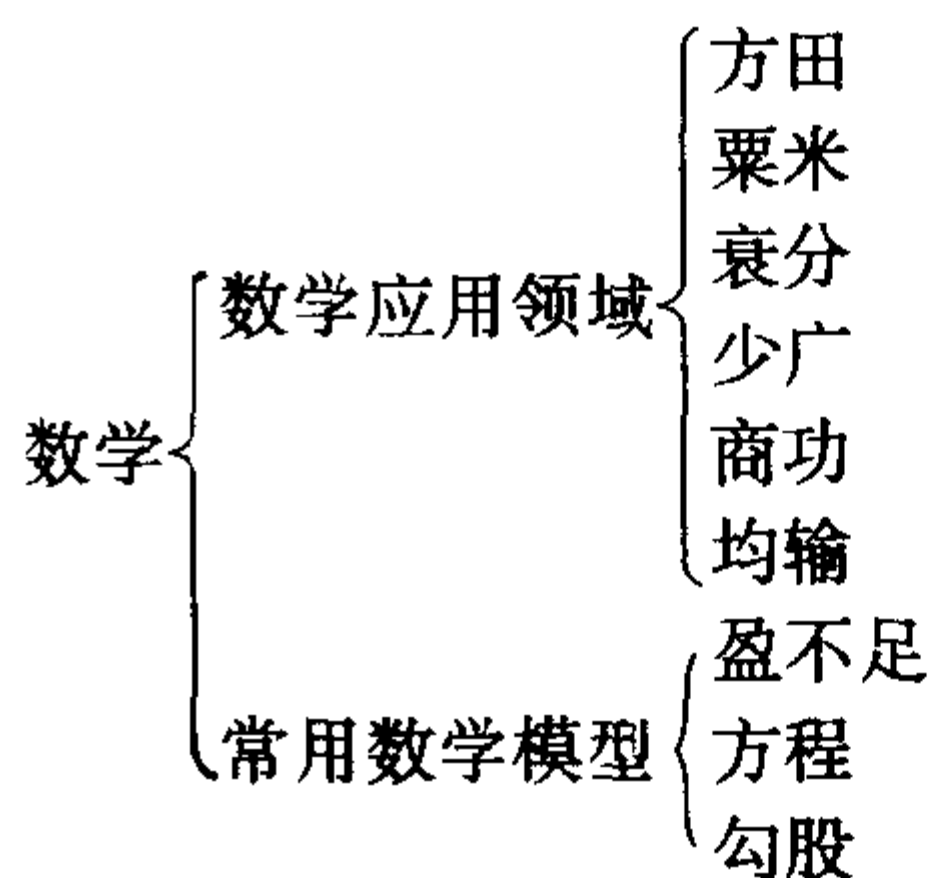 数学
数学应用领域
方田
粟米
衰分
少广
商功
均输
常用数学模型
盈不足
方程
勾股